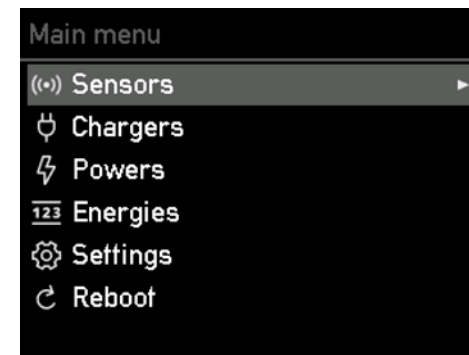 Main menu
Sensors
Chargers
Powers
123 Energies
Settings
Reboot